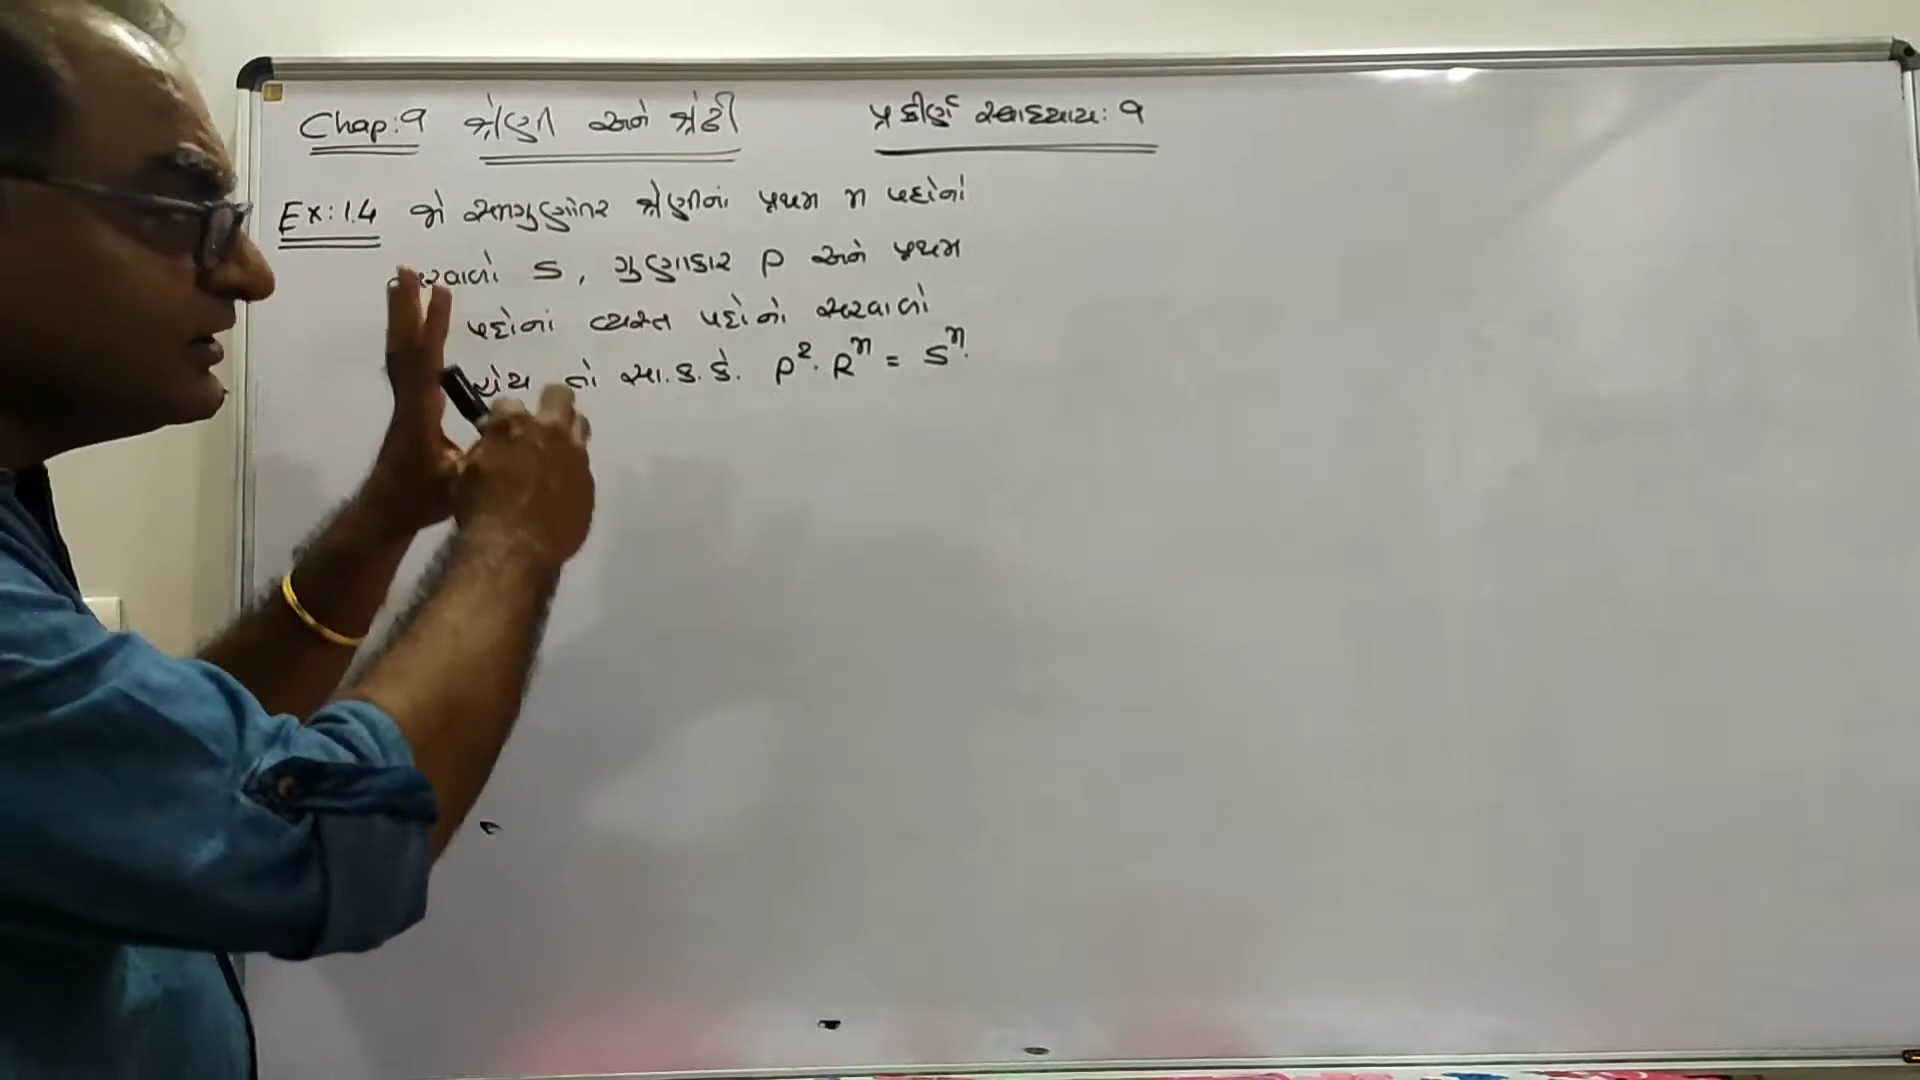 Chap:9 શ્રેણી અને શ્રેઢી પ્રકીર્ણ સ્વાધ્યાય: 9
Ex:1.4 જો સમગુણોત્તર શ્રેણીનાં પ્રથમ n પદોનો
સરવાળો S, ગુણાકાર P અને પ્રથમ
પદોનાં વ્યસ્ત પદોનો સરવાળો
હોય તો સા.ક.કે. P². Rⁿ = Sⁿ.